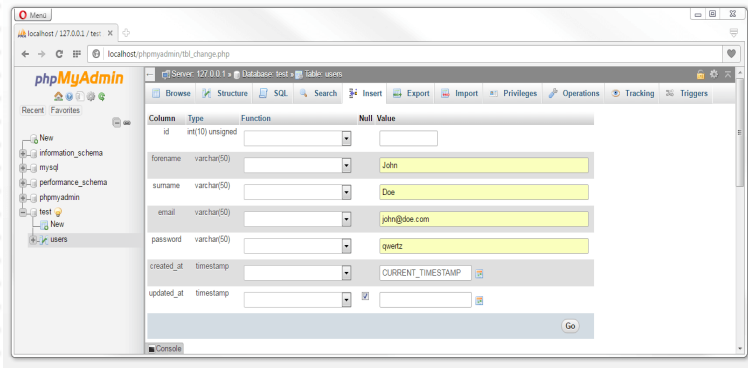 Menü
localhost / 127.0.0.1 / test
localhost/phpmyadmin/tbl_change.php
phpMyAdmin
Recent Favorites
New
information_schema
mysql
performance_schema
phpmyadmin
test
New
users
Server: 127.0.0.1 » Database: test » Table: users
Browse Structure SQL Search Insert Export Import Privileges Operations Tracking Triggers
Column Type Function Null Value
id int(10) unsigned
forename varchar(50) John
surname varchar(50) Doe
email varchar(50) john@doe.com
password varchar(50) qwertz
created_at timestamp CURRENT_TIMESTAMP
updated_at timestamp
Go
Console